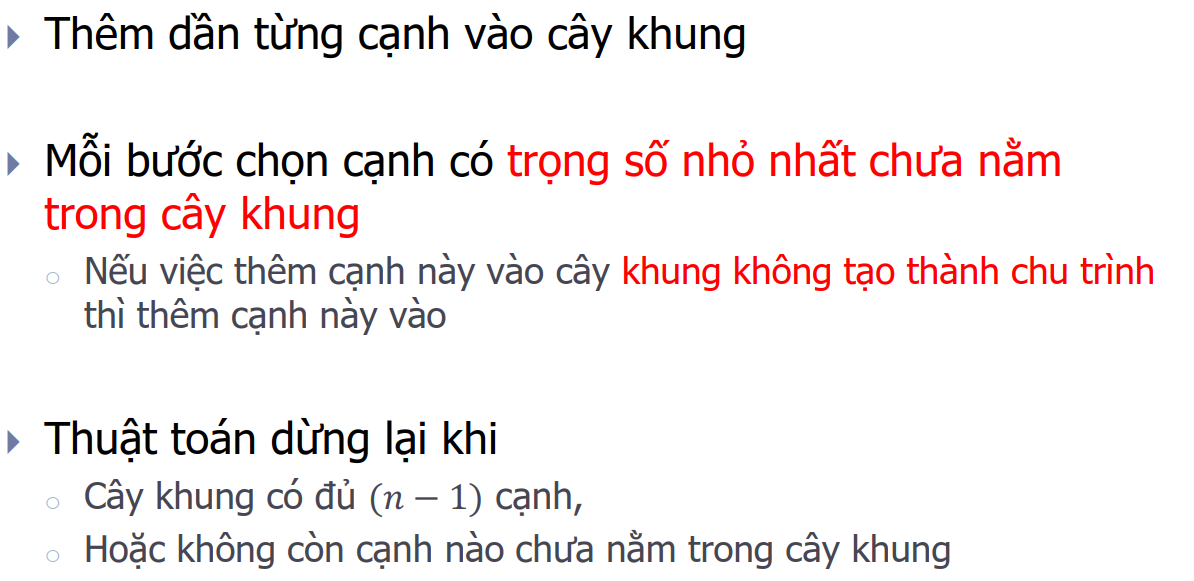 Thêm dần từng cạnh vào cây khung
Mỗi bước chọn cạnh có trọng số nhỏ nhất chưa nằm
trong cây khung
Nếu việc thêm cạnh này vào cây khung không tạo thành chu trình
thì thêm cạnh này vào
Thuật toán dừng lại khi
Cây khung có đủ (n − 1) cạnh,
Hoặc không còn cạnh nào chưa nằm trong cây khung